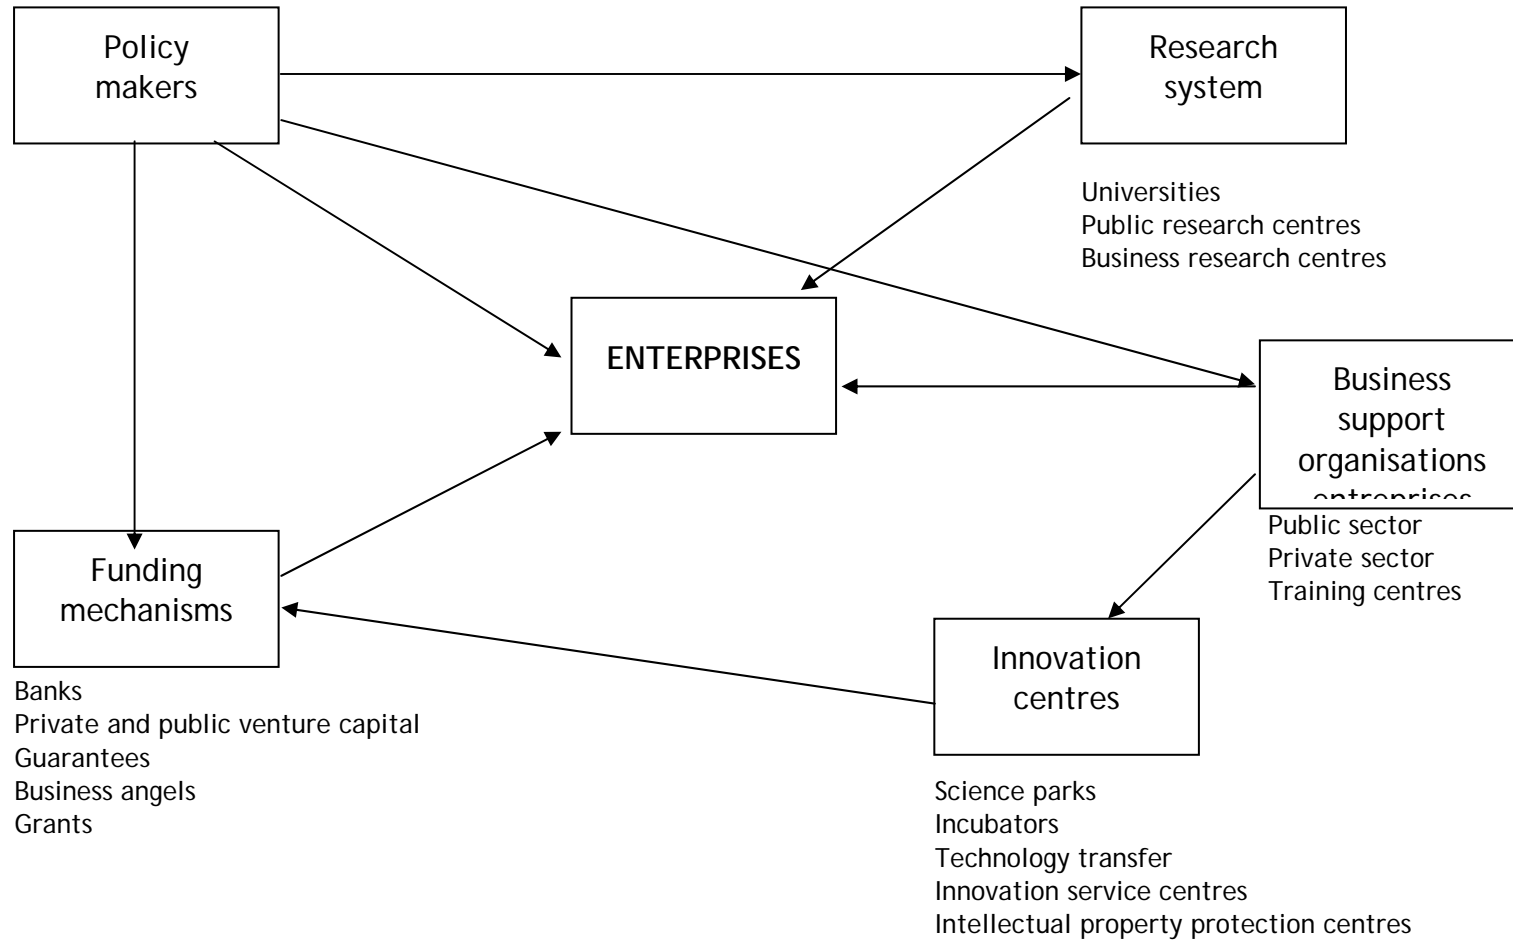 Policy
makers
Research
system
Universities
Public research centres
Business research centres
ENTERPRISES
Business
support
organisations
entreprises
Public sector
Private sector
Training centres
Funding
mechanisms
Banks
Private and public venture capital
Guarantees
Business angels
Grants
Innovation
centres
Science parks
Incubators
Technology transfer
Innovation service centres
Intellectual property protection centres